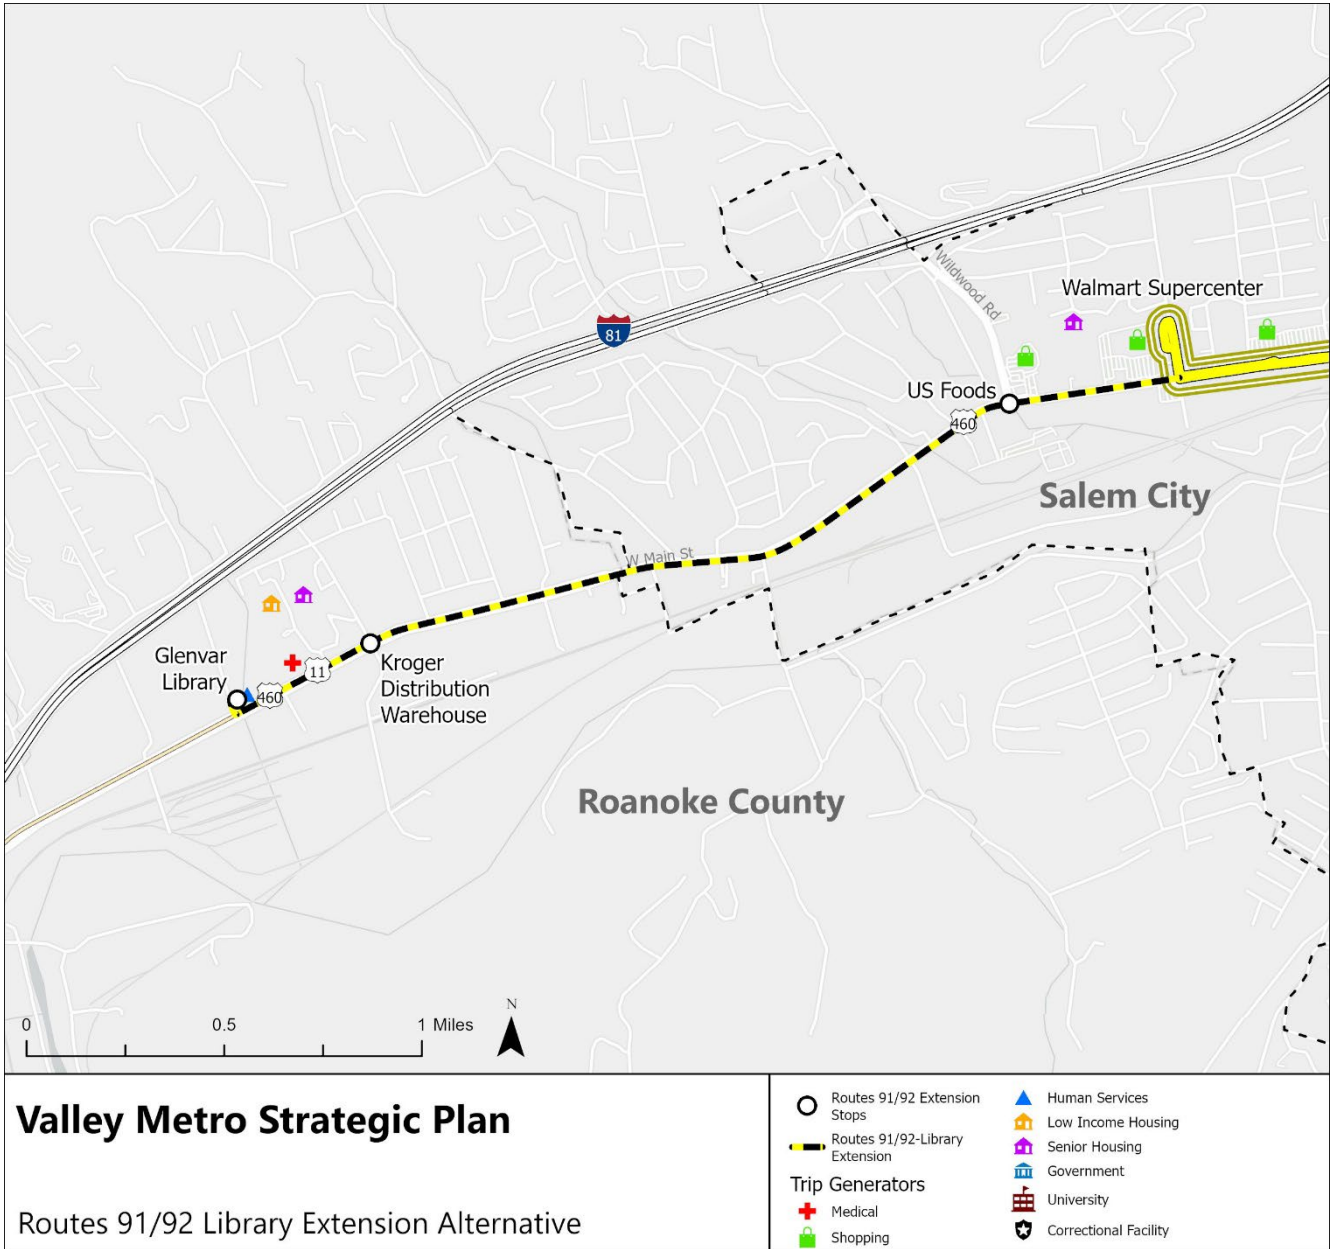 Wildwood Rd
Walmart Supercenter
81
US Foods
460
Salem City
W Main St
Glenvar
Library
11
460
Kroger
Distribution
Warehouse
Roanoke County
0 0.5 1 Miles
N
Valley Metro Strategic Plan
Routes 91/92 Library Extension Alternative
Routes 91/92 Extension
Stops
Routes 91/92-Library
Extension
Trip Generators
Medical
Shopping
Human Services
Low Income Housing
Senior Housing
Government
University
Correctional Facility